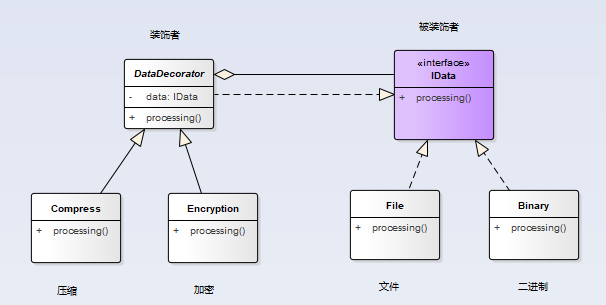 装饰者
被装饰者
DataDecorator
- data: IData
+ processing()
«interface»
IData
+ processing()
Compress
+ processing()
Encryption
+ processing()
File
+ processing()
Binary
+ processing()
压缩
加密
文件
二进制